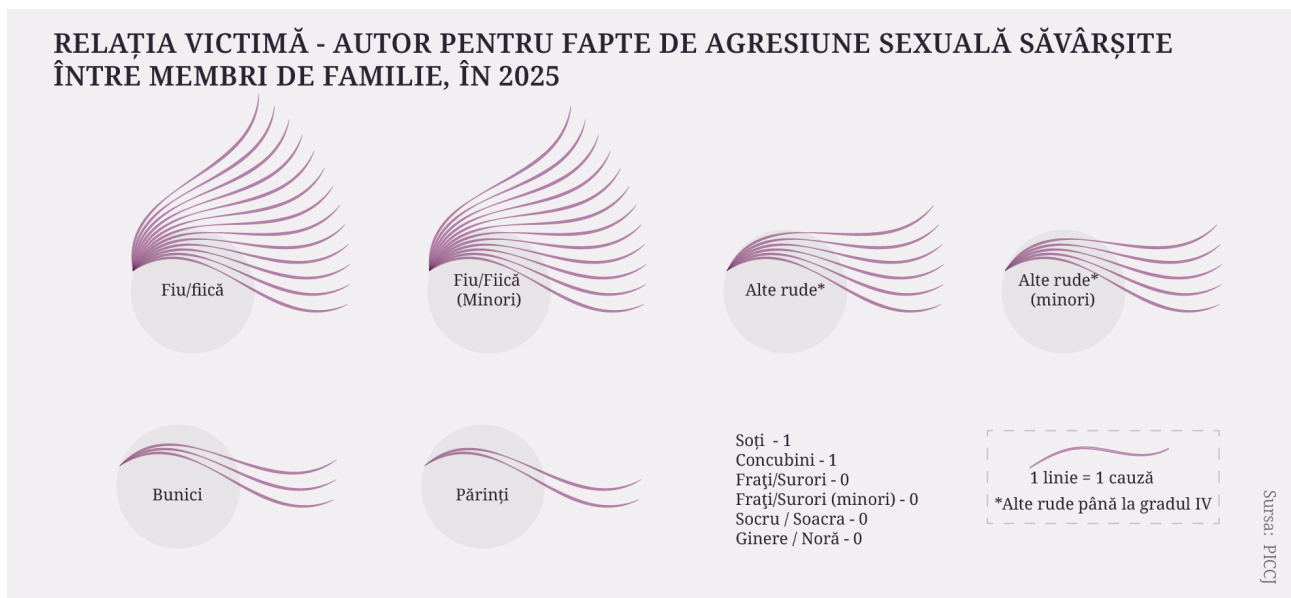 RELAȚIA VICTIMĂ - AUTOR PENTRU FAPTE DE AGRESIUNE SEXUALĂ SĂVÂRȘITE
ÎNTRE MEMBRI DE FAMILIE, ÎN 2025
Fiu/fiică
Fiu/Fiică
(Minori)
Alte rude*
Alte rude*
(minori)
Bunici
Părinți
Soți - 1
Concubini - 1
Fraţi/Surori - 0
Fraţi/Surori (minori) - 0
Socru / Soacra - 0
Ginere / Noră - 0
1 linie = 1 cauză
*Alte rude până la gradul IV
Sursa: PICCJ